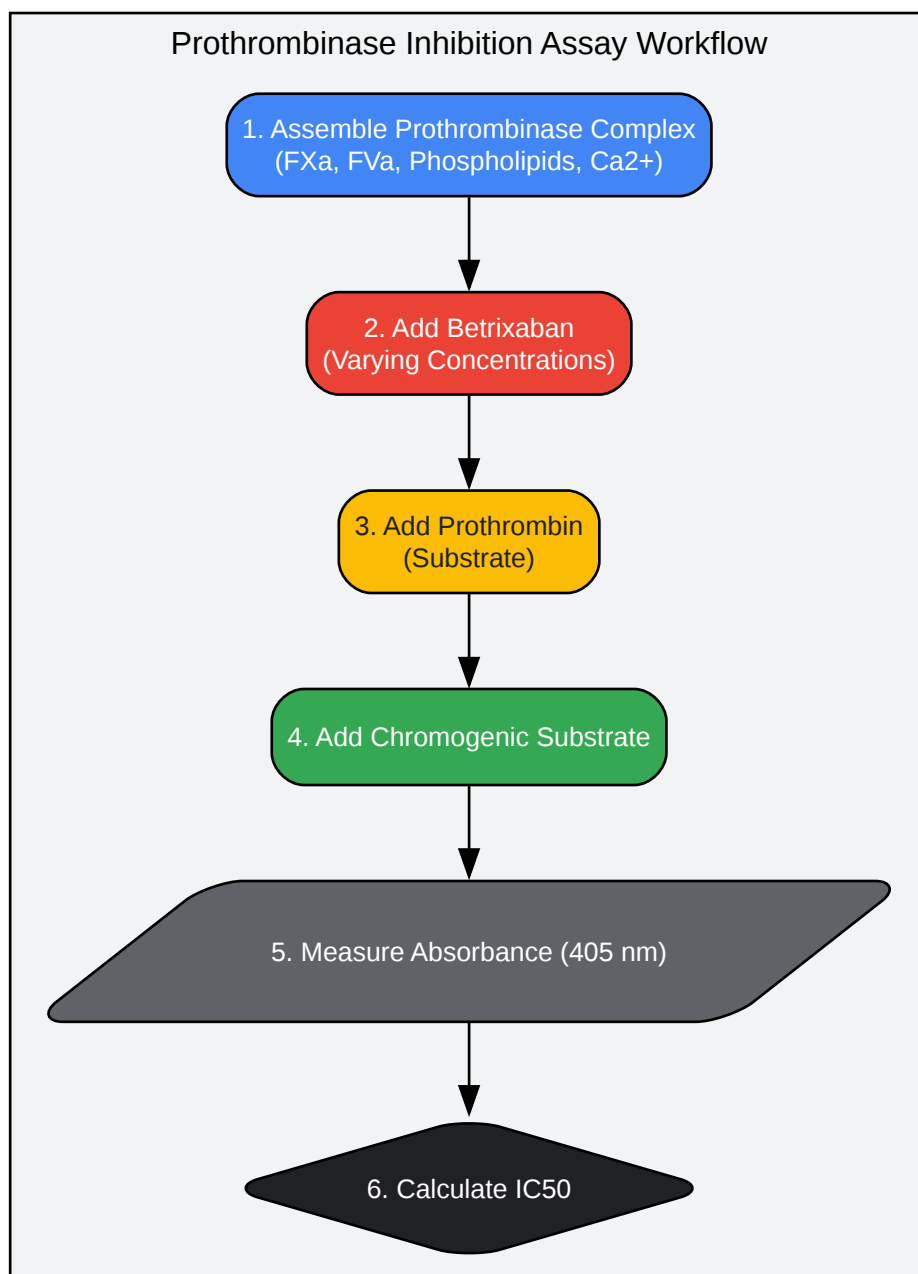 Prothrombinase Inhibition Assay Workflow
1. Assemble Prothrombinase Complex
(FXa, FVa, Phospholipids, Ca2+)
2. Add Betrixaban
(Varying Concentrations)
3. Add Prothrombin
(Substrate)
4. Add Chromogenic Substrate
5. Measure Absorbance (405 nm)
6. Calculate IC50